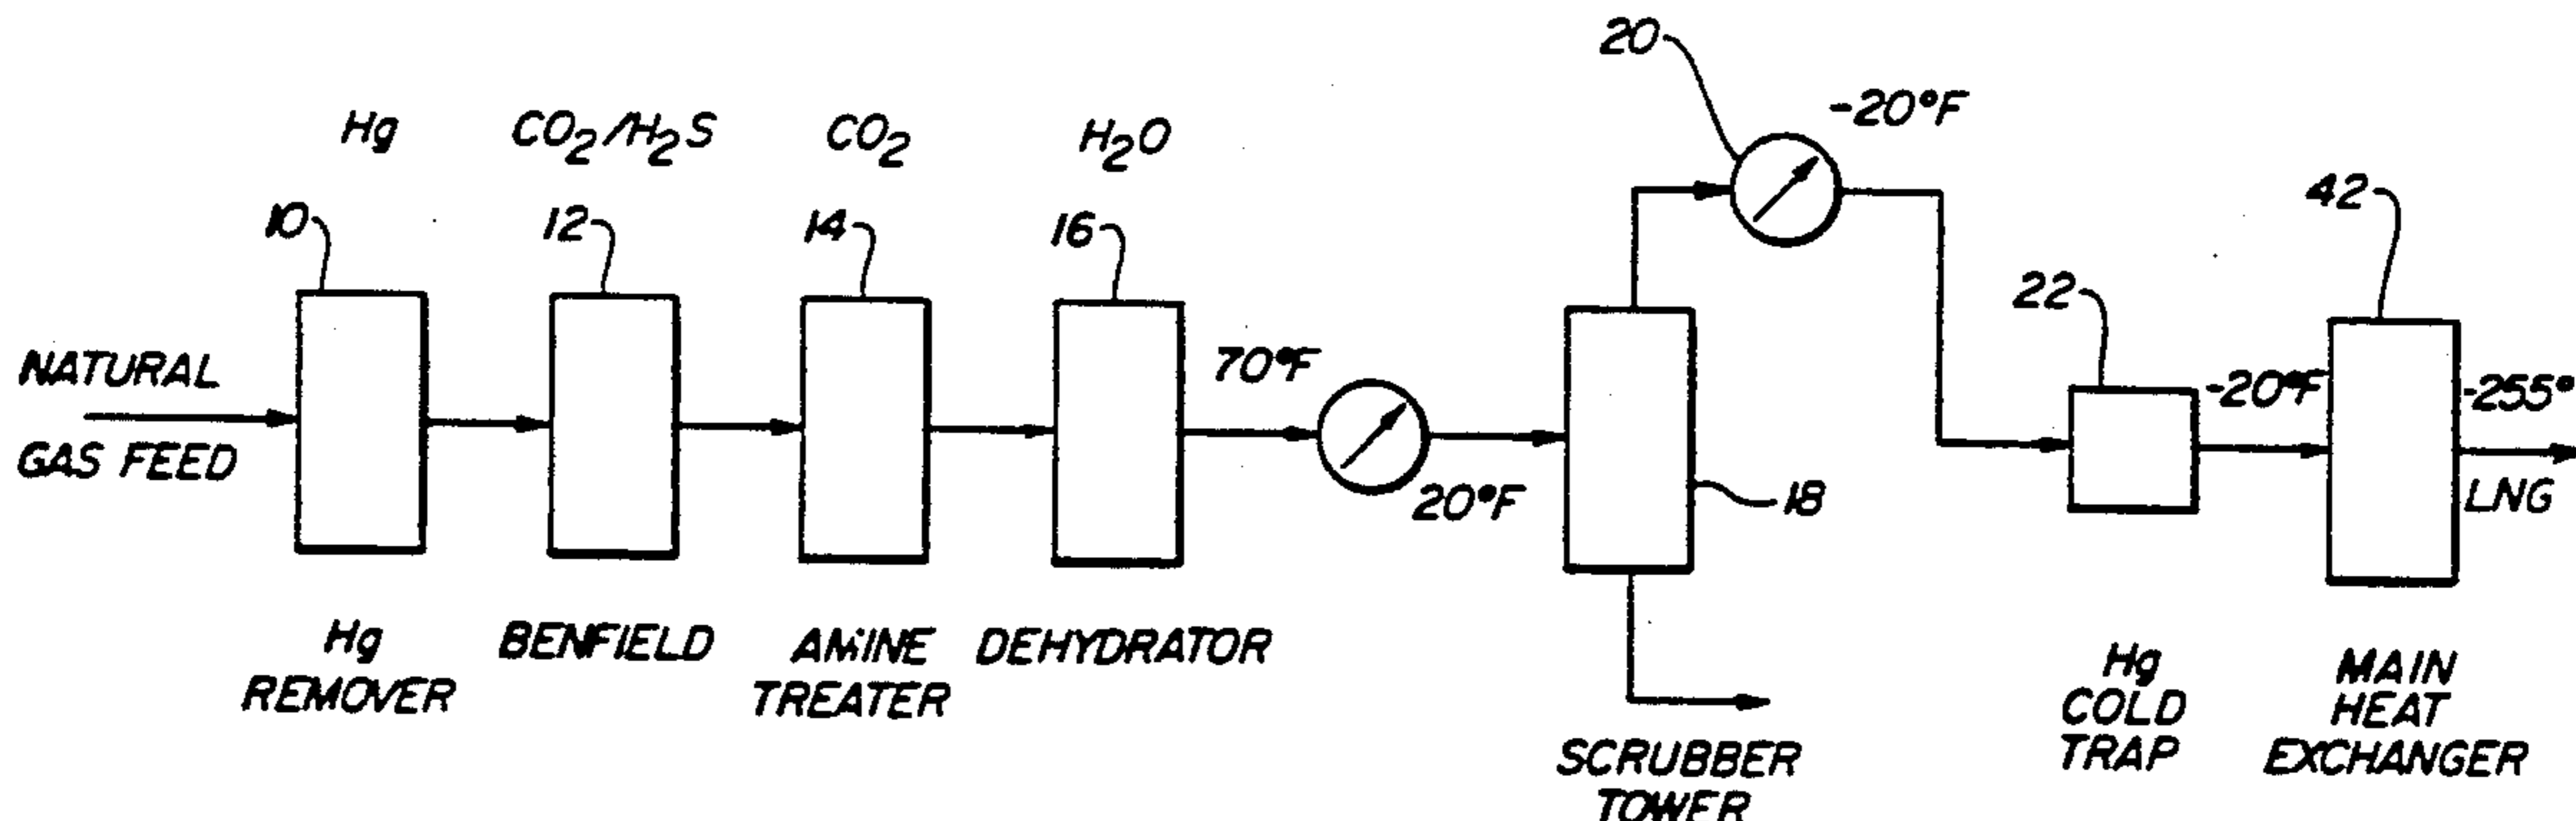 20
-20°F
Hg
CO2/H2S
CO2
H2O
10
12
14
16
42
22
NATURAL
GAS FEED
70°F
20°F
18
-20°F
-255°
LNG
Hg
REMOVER
BENFIELD
AMINE
TREATER
DEHYDRATOR
SCRUBBER
TOWER
Hg
COLD
TRAP
MAIN
HEAT
EXCHANGER